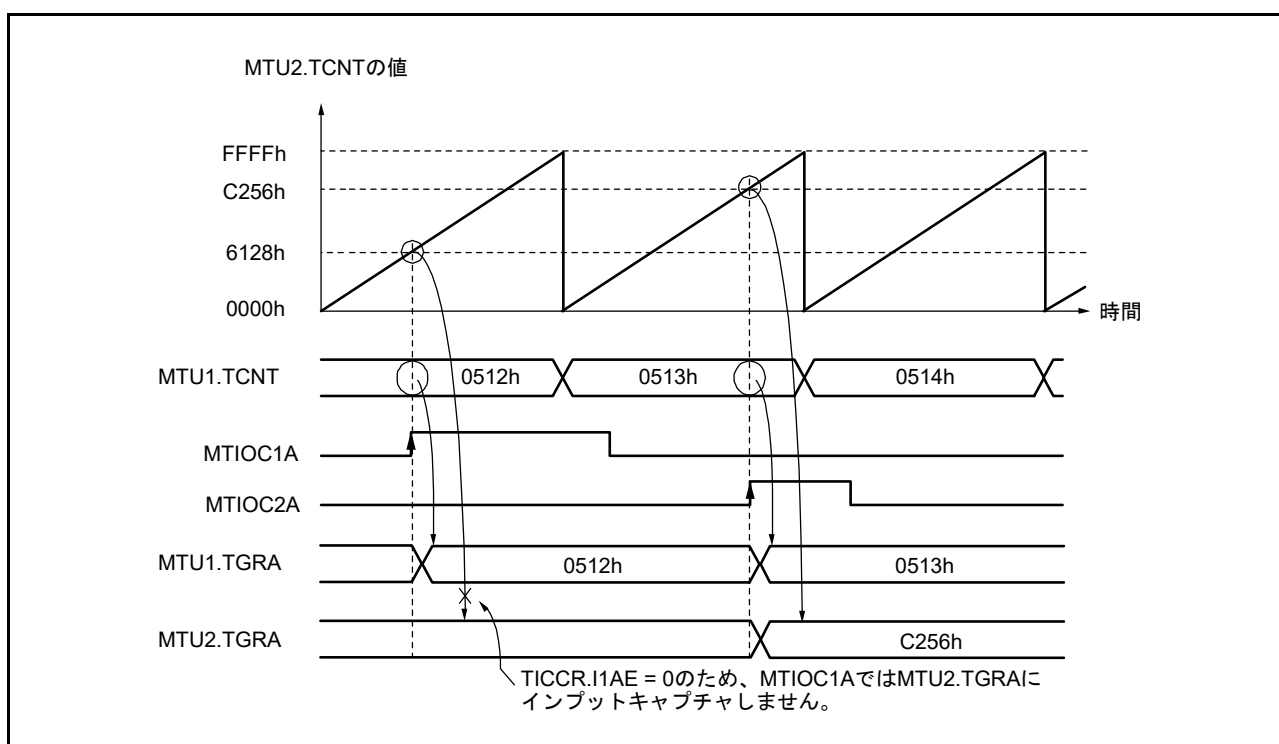 MTU2.TCNTの値
FFFFh
C256h
6128h
0000h
時間
MTU1.TCNT
0512h
0513h
0514h
MTIOC1A
MTIOC2A
MTU1.TGRA
0512h
0513h
MTU2.TGRA
C256h
TICCR.I1AE = 0のため、MTIOC1AではMTU2.TGRAに
インプットキャプチャしません。